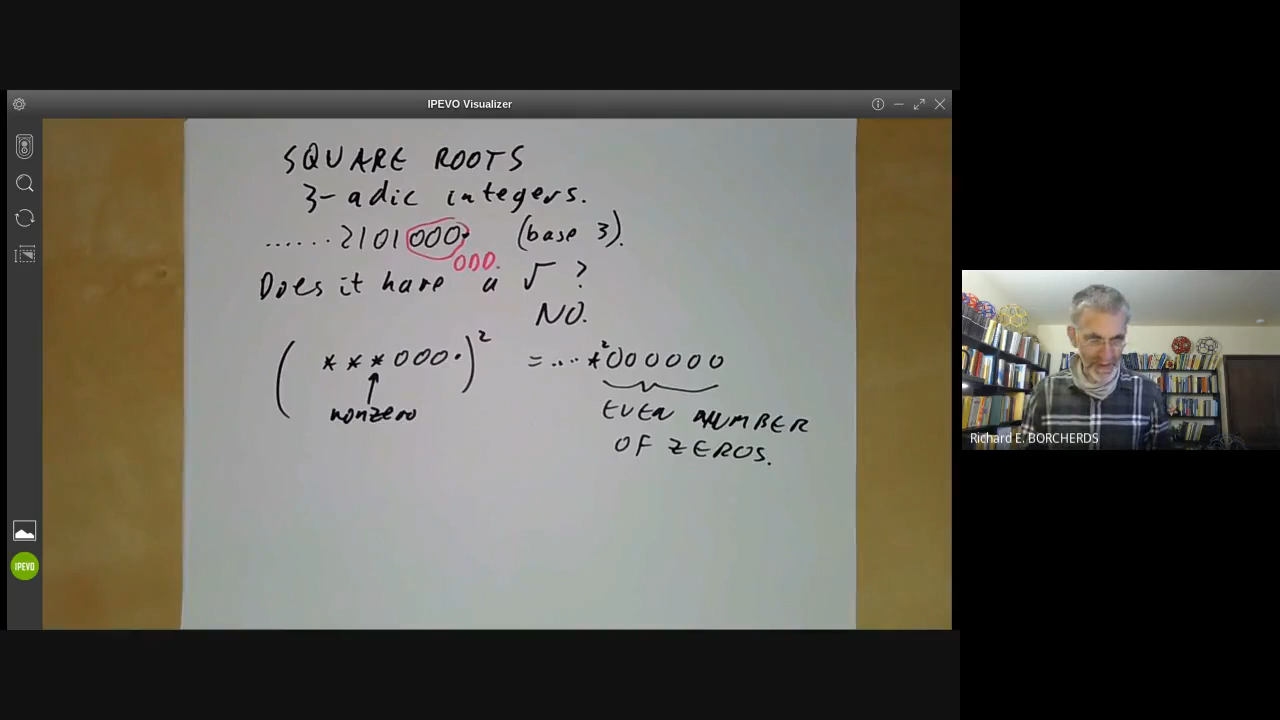 IPEVO Visualizer
SQUARE ROOTS
3-adic integers.
......2101000. (base 3).
ODD.
Does it have a √ ?
NO.
(***000.)² = ...*²000000
nonzero
EVEN NUMBER
OF ZEROS.
Richard E. BORCHERDS
IPEVO